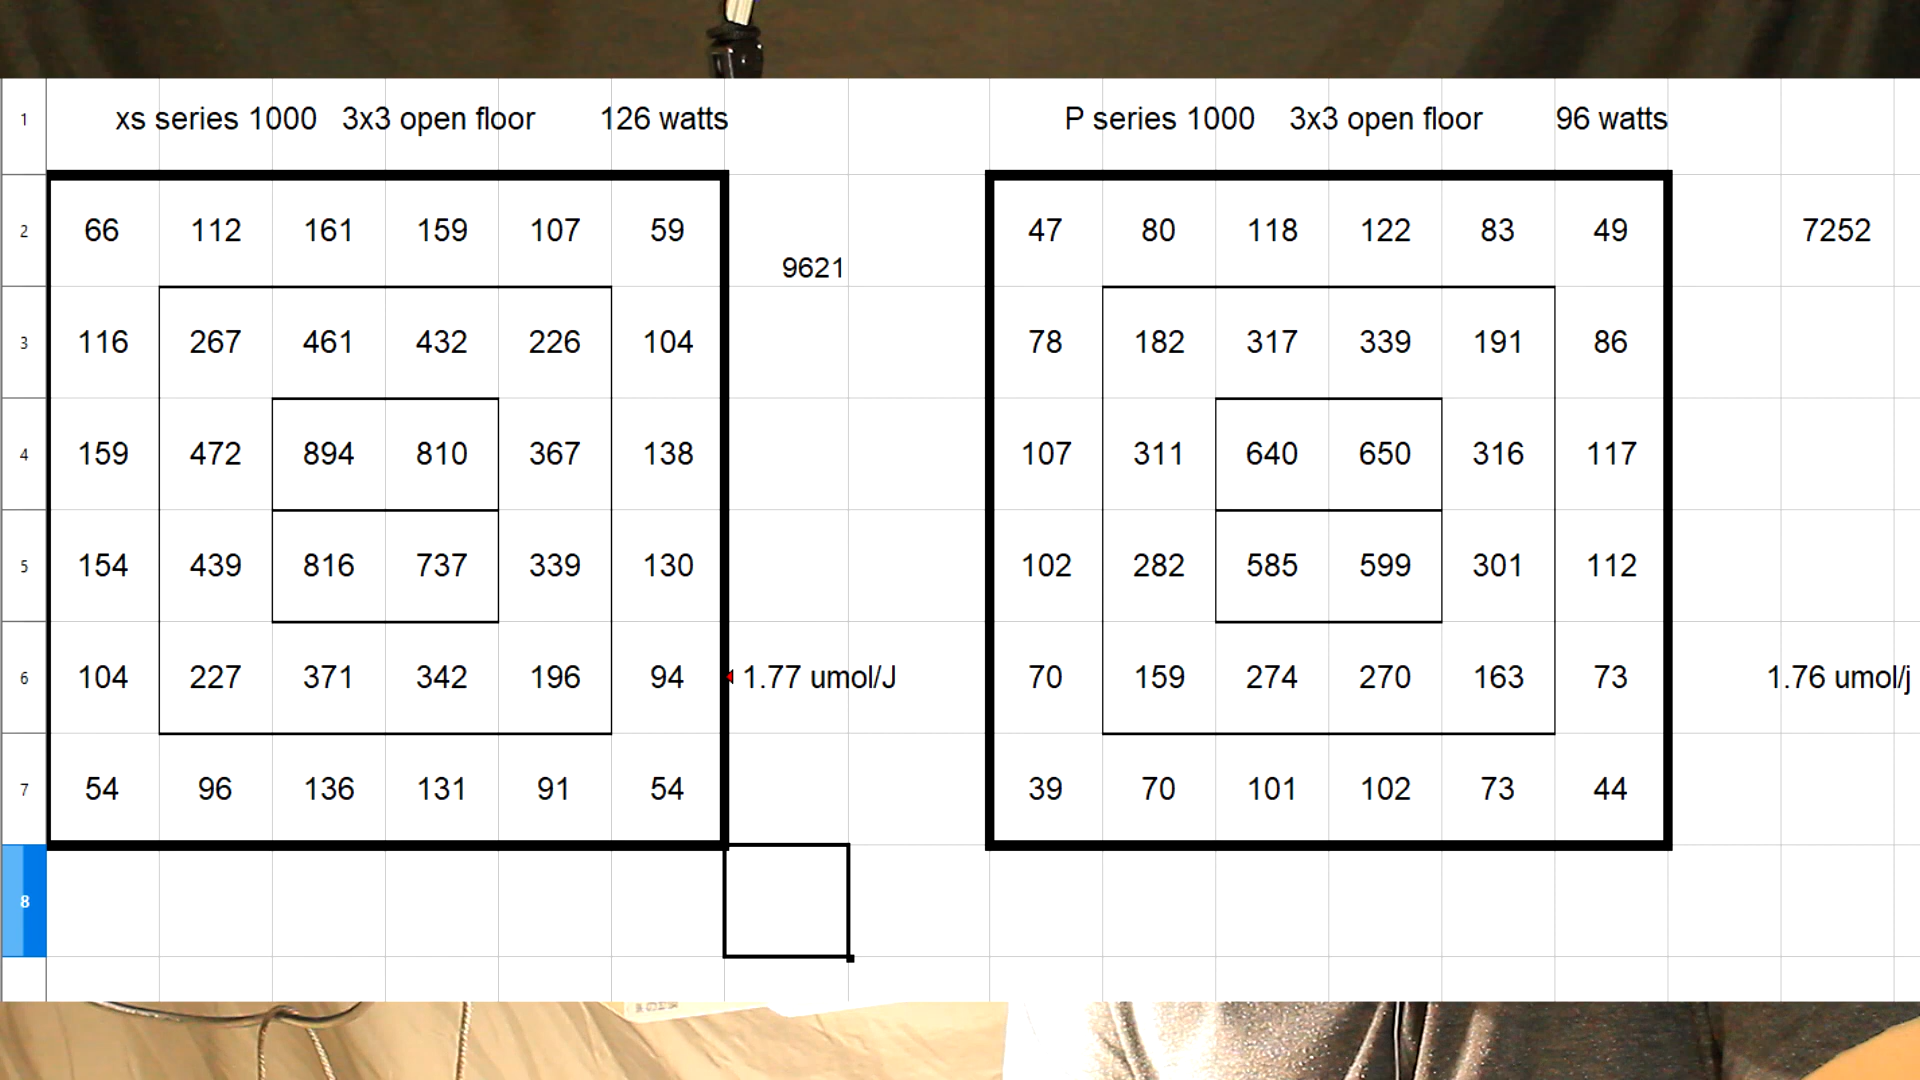 1 xs series 1000 3x3 open floor 126 watts P series 1000 3x3 open floor 96 watts
2 66 112 161 159 107 59 47 80 118 122 83 49 7252
9621
3 116 267 461 432 226 104 78 182 317 339 191 86
4 159 472 894 810 367 138 107 311 640 650 316 117
5 154 439 816 737 339 130 102 282 585 599 301 112
6 104 227 371 342 196 94 1.77 umol/J 70 159 274 270 163 73 1.76 umol/j
7 54 96 136 131 91 54 39 70 101 102 73 44
8